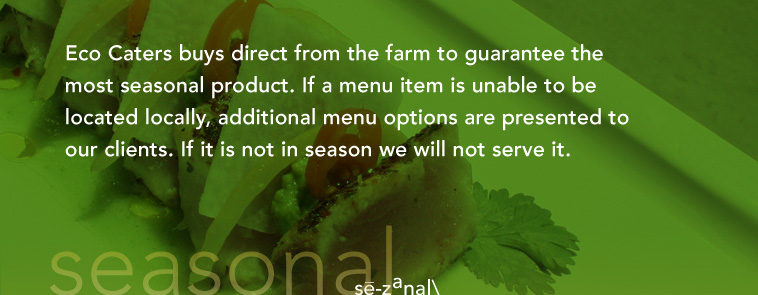 Eco Caters buys direct from the farm to guarantee the
most seasonal product. If a menu item is unable to be
located locally, additional menu options are presented to
our clients. If it is not in season we will not serve it.
seasonal
sē-zᵃnal\